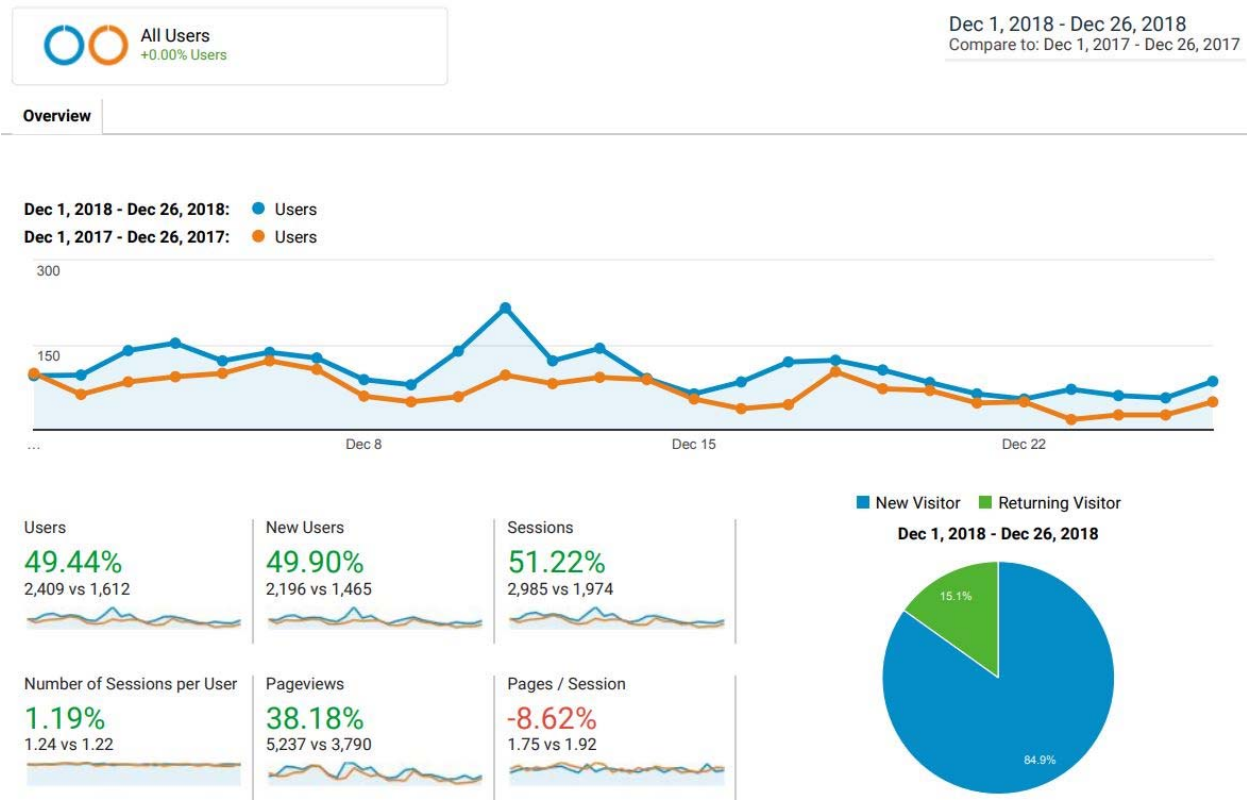 All Users
+0.00% Users
Dec 1, 2018 - Dec 26, 2018
Compare to: Dec 1, 2017 - Dec 26, 2017
Overview
Dec 1, 2018 - Dec 26, 2018: Users
Dec 1, 2017 - Dec 26, 2017: Users
300
150
... Dec 8 Dec 15 Dec 22
Users
49.44%
2,409 vs 1,612
New Users
49.90%
2,196 vs 1,465
Sessions
51.22%
2,985 vs 1,974
Number of Sessions per User
1.19%
1.24 vs 1.22
Pageviews
38.18%
5,237 vs 3,790
Pages / Session
-8.62%
1.75 vs 1.92
New Visitor Returning Visitor
Dec 1, 2018 - Dec 26, 2018
15.1%
84.9%